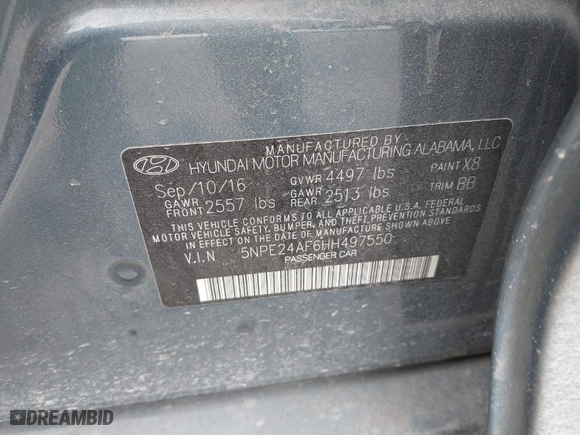 MANUFACTURED BY
HYUNDAI MOTOR MANUFACTURING ALABAMA, LLC
Sep/10/16 GVWR 4497 lbs PAINT X8
GAWR FRONT 2557 lbs GAWR REAR 2513 lbs TRIM BB
THIS VEHICLE CONFORMS TO ALL APPLICABLE U.S.A. FEDERAL
MOTOR VEHICLE SAFETY, BUMPER, AND THEFT PREVENTION STANDARDS
IN EFFECT ON THE DATE OF MANUFACTURE SHOWN ABOVE.
V.I.N 5NPE24AF6HH497550
PASSENGER CAR
DREAMBID